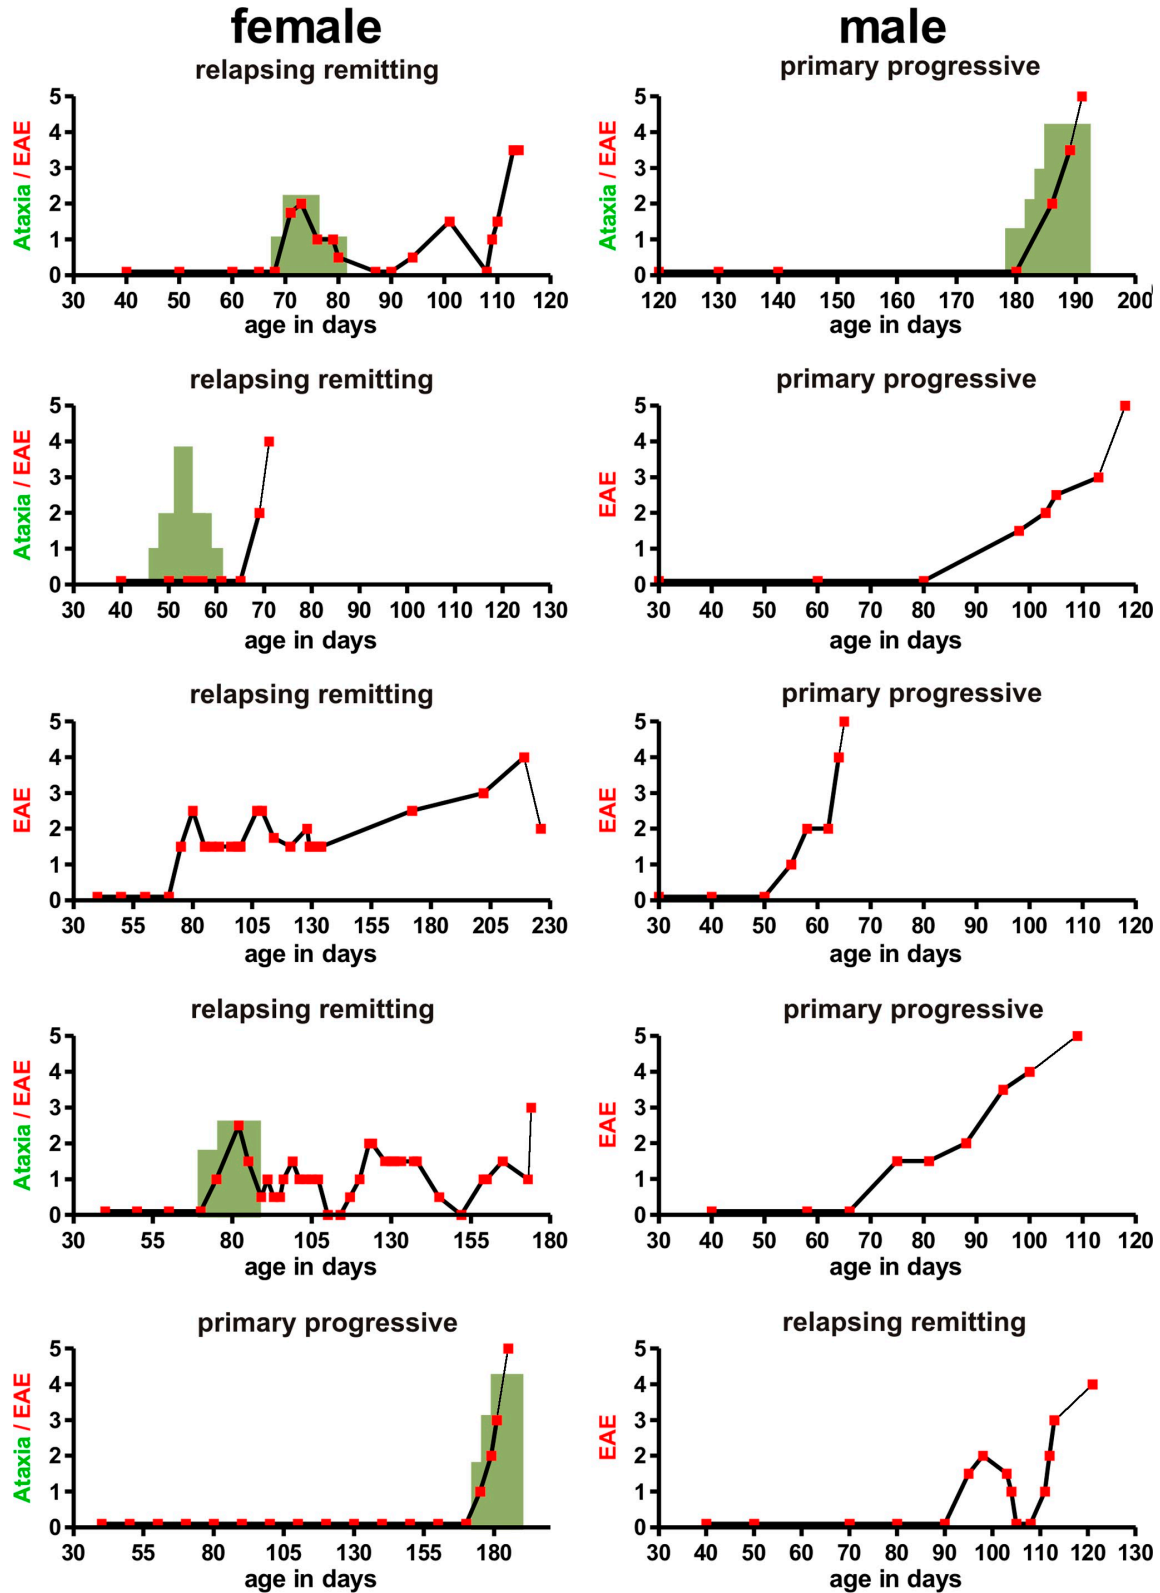 female
male
relapsing remitting
primary progressive
Ataxia / EAE
5
4
3
2
1
0
30 40 50 60 70 80 90 100 110 120
age in days
Ataxia / EAE
5
4
3
2
1
0
120 130 140 150 160 170 180 190 200
age in days
relapsing remitting
primary progressive
Ataxia / EAE
5
4
3
2
1
0
30 40 50 60 70 80 90 100 110 120 130
age in days
EAE
5
4
3
2
1
0
30 40 50 60 70 80 90 100 110 120
age in days
relapsing remitting
primary progressive
EAE
5
4
3
2
1
0
30 55 80 105 130 155 180 205 230
age in days
EAE
5
4
3
2
1
0
30 40 50 60 70 80 90 100 110 120
age in days
relapsing remitting
primary progressive
Ataxia / EAE
5
4
3
2
1
0
30 55 80 105 130 155 180
age in days
EAE
5
4
3
2
1
0
30 40 50 60 70 80 90 100 110 120
age in days
primary progressive
relapsing remitting
Ataxia / EAE
5
4
3
2
1
0
30 55 80 105 130 155 180
age in days
EAE
5
4
3
2
1
0
30 40 50 60 70 80 90 100 110 120 130
age in days